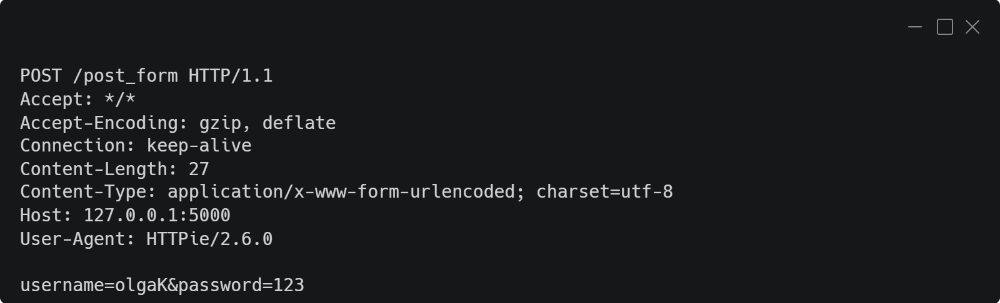 POST /post_form HTTP/1.1
Accept: */*
Accept-Encoding: gzip, deflate
Connection: keep-alive
Content-Length: 27
Content-Type: application/x-www-form-urlencoded; charset=utf-8
Host: 127.0.0.1:5000
User-Agent: HTTPie/2.6.0

username=olgaK&password=123